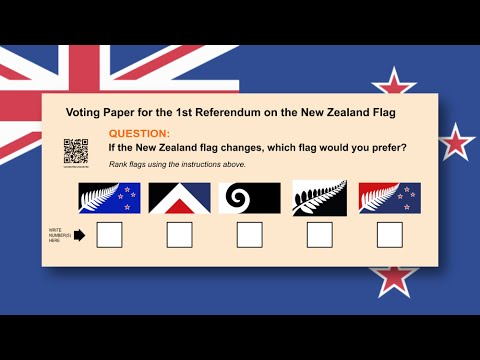 Voting Paper for the 1st Referendum on the New Zealand Flag
QUESTION:
If the New Zealand flag changes, which flag would you prefer?
Rank flags using the instructions above.
WRITE
NUMBER(S)
HERE